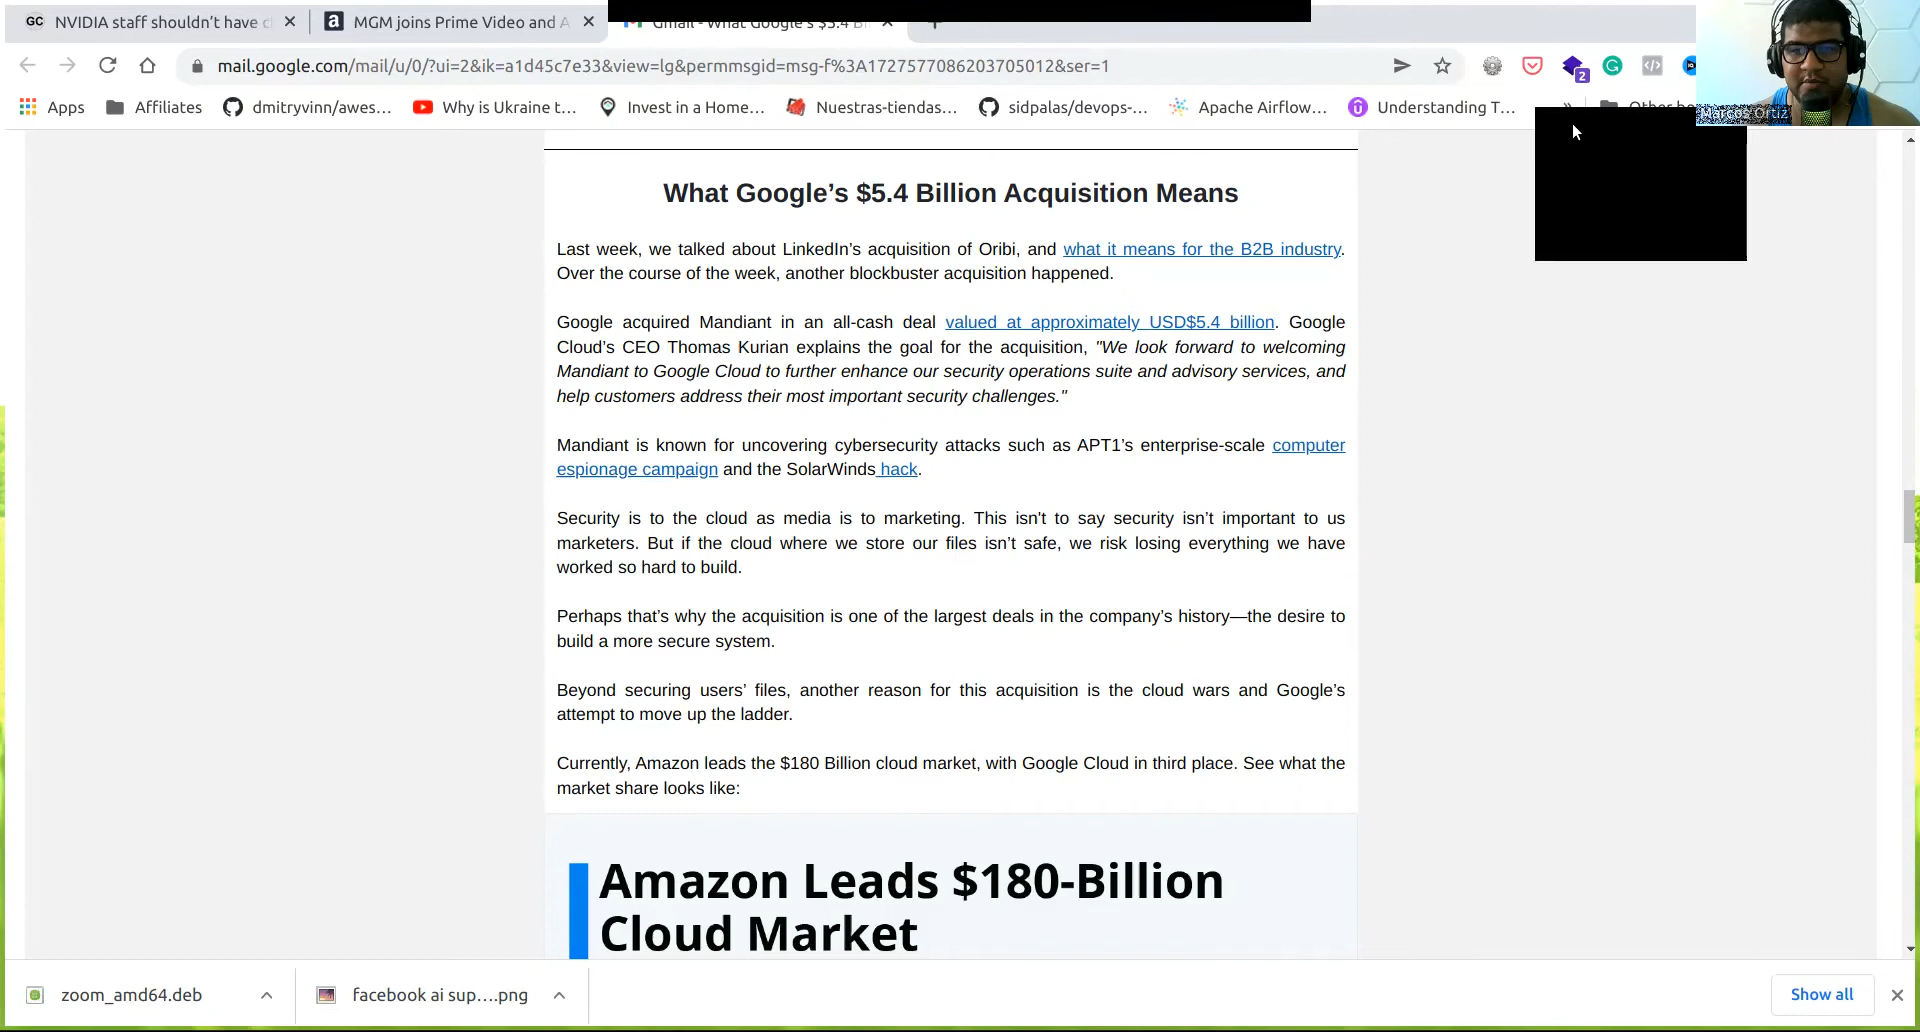 GC NVIDIA staff shouldn’t have c
a MGM joins Prime Video and A
Gmail - What Google's $5.4 Bi
mail.google.com/mail/u/0/?ui=2&ik=a1d45c7e33&view=lg&permmsgid=msg-f%3A1727577086203705012&ser=1
2
Apps Affiliates dmitryvinn/awes... Why is Ukraine t... Invest in a Home... Nuestras-tiendas... sidpalas/devops-... Apache Airflow... Understanding T... » Other bo
Marcos Ortiz
What Google’s $5.4 Billion Acquisition Means
Last week, we talked about LinkedIn’s acquisition of Oribi, and what it means for the B2B industry.
Over the course of the week, another blockbuster acquisition happened.
Google acquired Mandiant in an all-cash deal valued at approximately USD$5.4 billion. Google
Cloud’s CEO Thomas Kurian explains the goal for the acquisition, "We look forward to welcoming
Mandiant to Google Cloud to further enhance our security operations suite and advisory services, and
help customers address their most important security challenges."
Mandiant is known for uncovering cybersecurity attacks such as APT1’s enterprise-scale computer
espionage campaign and the SolarWinds hack.
Security is to the cloud as media is to marketing. This isn't to say security isn’t important to us
marketers. But if the cloud where we store our files isn’t safe, we risk losing everything we have
worked so hard to build.
Perhaps that’s why the acquisition is one of the largest deals in the company’s history—the desire to
build a more secure system.
Beyond securing users’ files, another reason for this acquisition is the cloud wars and Google’s
attempt to move up the ladder.
Currently, Amazon leads the $180 Billion cloud market, with Google Cloud in third place. See what the
market share looks like:
Amazon Leads $180-Billion
Cloud Market
zoom_amd64.deb facebook ai sup....png Show all